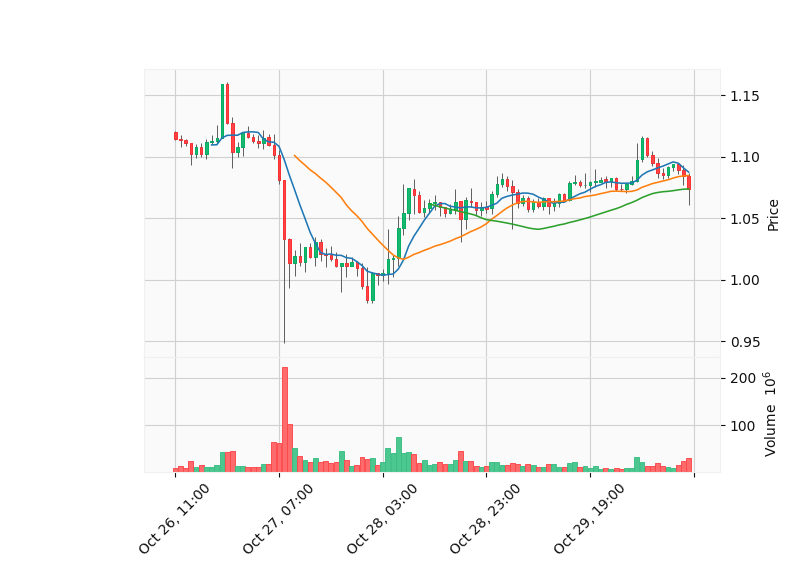 1.15
1.10
1.05
1.00
0.95
Price
200
100
Volume 10^6
Oct 26, 11:00
Oct 27, 07:00
Oct 28, 03:00
Oct 28, 23:00
Oct 29, 19:00